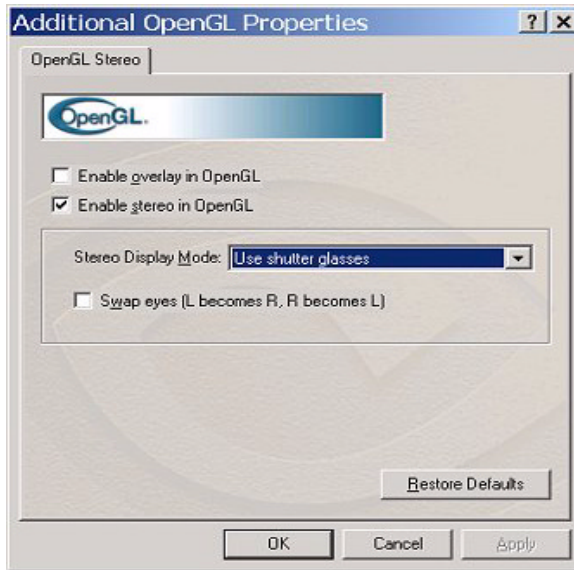 Additional OpenGL Properties
OpenGL Stereo
OpenGL.
Enable overlay in OpenGL
Enable stereo in OpenGL
Stereo Display Mode: Use shutter glasses
Swap eyes (L becomes R, R becomes L)
Restore Defaults
OK Cancel Apply